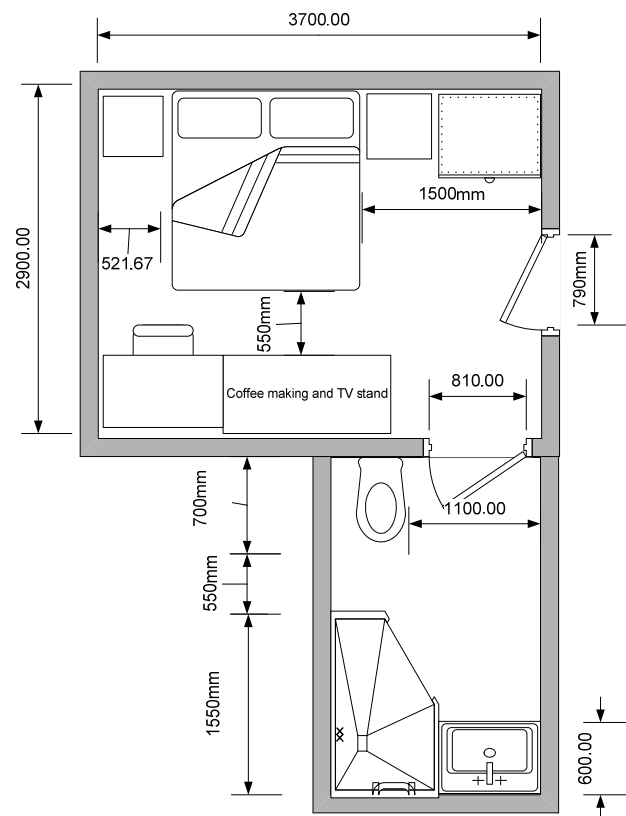 3700.00
2900.00
1500mm
521.67
790mm
550mm
810.00
Coffee making and TV stand
700mm
1100.00
550mm
1550mm
600.00